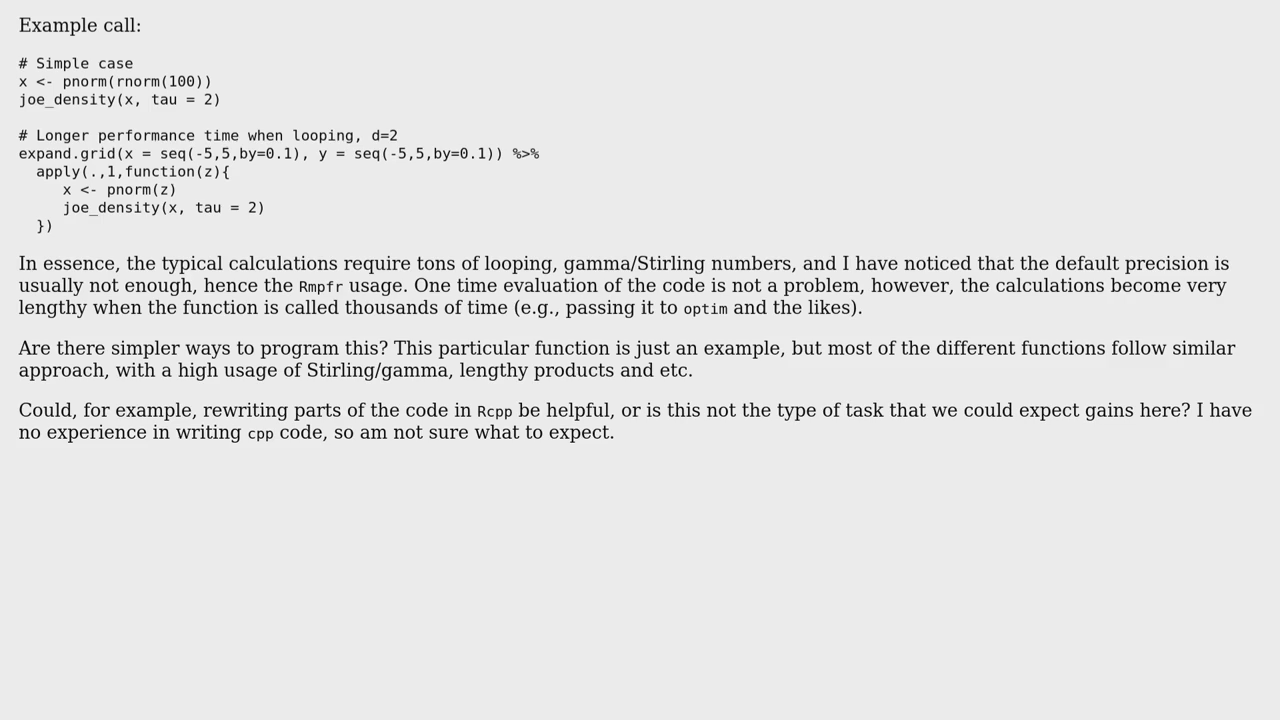 Example call:
# Simple case
x <- pnorm(rnorm(100))
joe_density(x, tau = 2)
# Longer performance time when looping, d=2
expand.grid(x = seq(-5,5,by=0.1), y = seq(-5,5,by=0.1)) %>%
  apply(.,1,function(z){
     x <- pnorm(z)
     joe_density(x, tau = 2)
  })
In essence, the typical calculations require tons of looping, gamma/Stirling numbers, and I have noticed that the default precision is
usually not enough, hence the Rmpfr usage. One time evaluation of the code is not a problem, however, the calculations become very
lengthy when the function is called thousands of time (e.g., passing it to optim and the likes).
Are there simpler ways to program this? This particular function is just an example, but most of the different functions follow similar
approach, with a high usage of Stirling/gamma, lengthy products and etc.
Could, for example, rewriting parts of the code in Rcpp be helpful, or is this not the type of task that we could expect gains here? I have
no experience in writing cpp code, so am not sure what to expect.